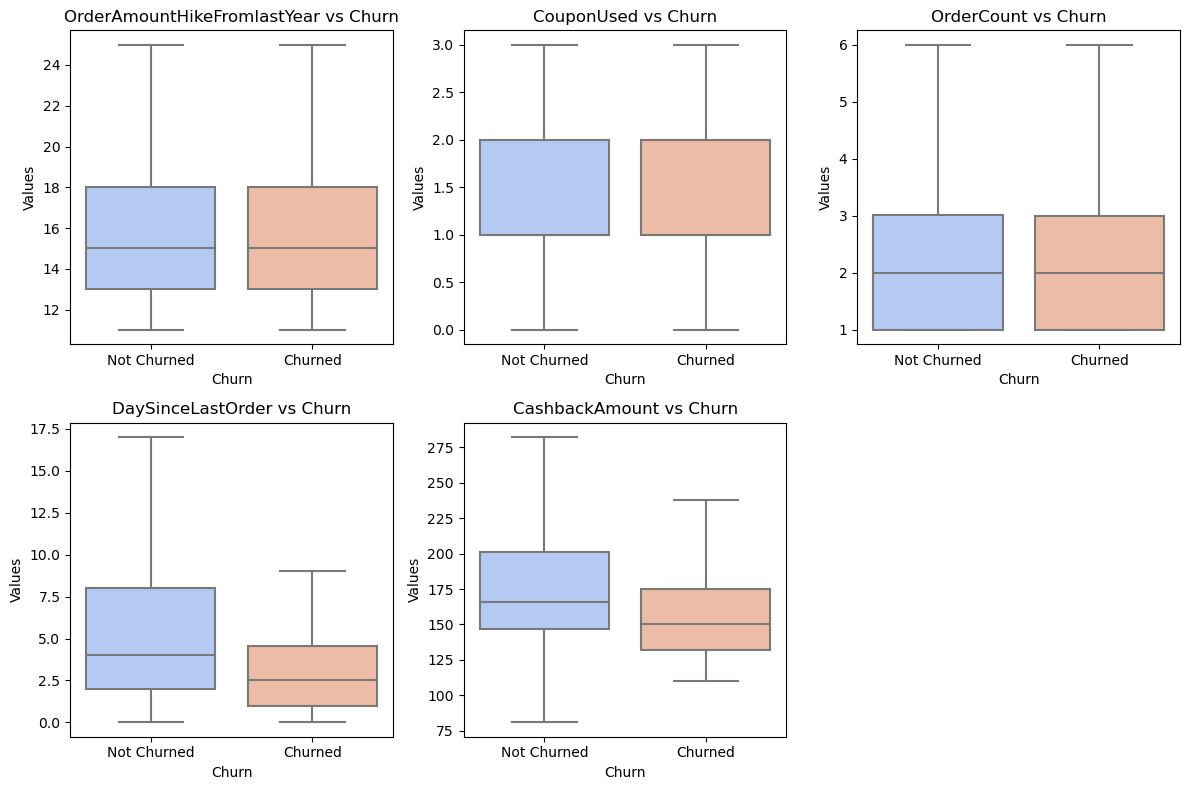 OrderAmountHikeFromlastYear vs Churn
Values
24
22
20
18
16
14
12
Not Churned Churned
Churn
CouponUsed vs Churn
Values
3.0
2.5
2.0
1.5
1.0
0.5
0.0
Not Churned Churned
Churn
OrderCount vs Churn
Values
6
5
4
3
2
1
Not Churned Churned
Churn
DaySinceLastOrder vs Churn
Values
17.5
15.0
12.5
10.0
7.5
5.0
2.5
0.0
Not Churned Churned
Churn
CashbackAmount vs Churn
Values
275
250
225
200
175
150
125
100
75
Not Churned Churned
Churn